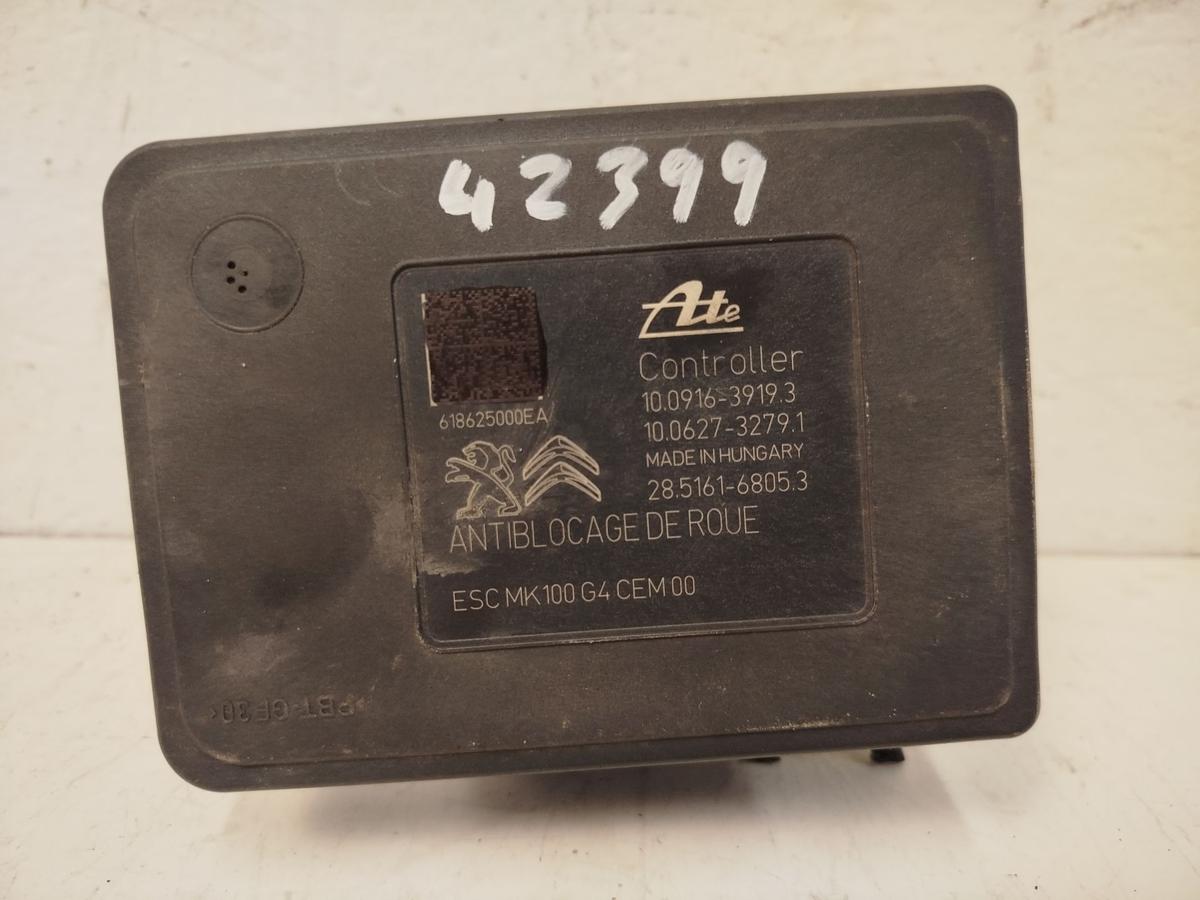 42399
Ate
Controller
10.0916-3919.3
10.0627-3279.1
MADE IN HUNGARY
28.5161-6805.3
618625000EA
ANTIBLOCAGE DE ROUE
ESC MK100 G4 CEM 00
>PBT-GF30<